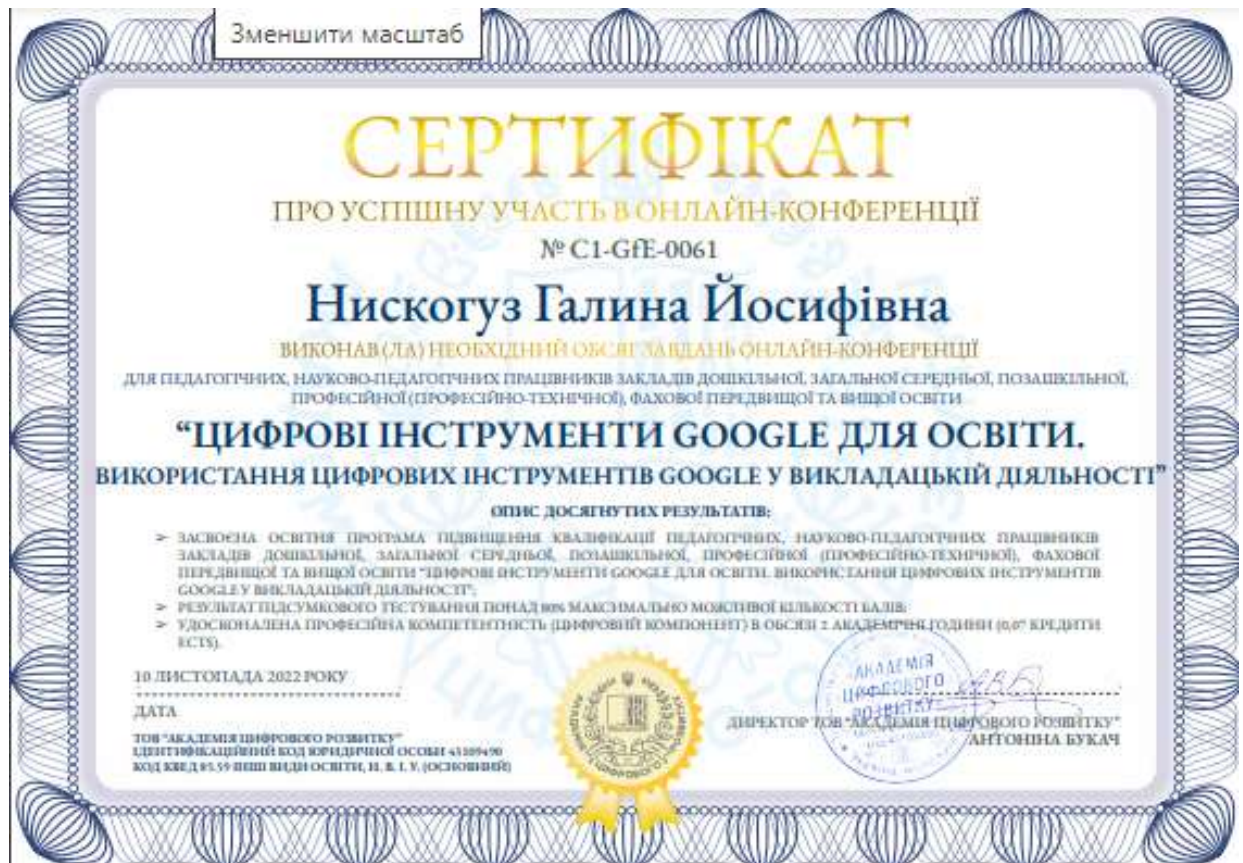 Зменшити масштаб
СЕРТИФІКАТ
ПРО УСПІШНУ УЧАСТЬ В ОНЛАЙН-КОНФЕРЕНЦІЇ
№ C1-GfE-0061
Нискогуз Галина Йосифівна
ВИКОНАВ (ЛА) НЕОБХІДНИЙ ОБСЯГ ЗАВДАНЬ ОНЛАЙН-КОНФЕРЕНЦІЇ
ДЛЯ ПЕДАГОГІЧНИХ, НАУКОВО-ПЕДАГОГІЧНИХ ПРАЦІВНИКІВ ЗАКЛАДІВ ДОШКІЛЬНОЇ, ЗАГАЛЬНОЇ СЕРЕДНЬОЇ, ПОЗАШКІЛЬНОЇ,
ПРОФЕСІЙНОЇ (ПРОФЕСІЙНО-ТЕХНІЧНОЇ), ФАХОВОЇ ПЕРЕДВИЩОЇ ТА ВИЩОЇ ОСВІТИ
“ЦИФРОВІ ІНСТРУМЕНТИ GOOGLE ДЛЯ ОСВІТИ.
ВИКОРИСТАННЯ ЦИФРОВИХ ІНСТРУМЕНТІВ GOOGLE У ВИКЛАДАЦЬКІЙ ДІЯЛЬНОСТІ”
ОПИС ДОСЯГНУТИХ РЕЗУЛЬТАТІВ:
➢ ЗАСВОЄНА ОСВІТНЯ ПРОГРАМА ПІДВИЩЕННЯ КВАЛІФІКАЦІЇ ПЕДАГОГІЧНИХ, НАУКОВО-ПЕДАГОГІЧНИХ ПРАЦІВНИКІВ
ЗАКЛАДІВ ДОШКІЛЬНОЇ, ЗАГАЛЬНОЇ СЕРЕДНЬОЇ, ПОЗАШКІЛЬНОЇ, ПРОФЕСІЙНОЇ (ПРОФЕСІЙНО-ТЕХНІЧНОЇ), ФАХОВОЇ
ПЕРЕДВИЩОЇ ТА ВИЩОЇ ОСВІТИ “ЦИФРОВІ ІНСТРУМЕНТИ GOOGLE ДЛЯ ОСВІТИ. ВИКОРИСТАННЯ ЦИФРОВИХ ІНСТРУМЕНТІВ
GOOGLE У ВИКЛАДАЦЬКІЙ ДІЯЛЬНОСТІ”;
➢ РЕЗУЛЬТАТ ПІДСУМКОВОГО ТЕСТУВАННЯ ПОНАД 80% МАКСИМАЛЬНО МОЖЛИВОЇ КІЛЬКОСТІ БАЛІВ;
➢ УДОСКОНАЛЕНА ПРОФЕСІЙНА КОМПЕТЕНТНІСТЬ (ЦИФРОВИЙ КОМПОНЕНТ) В ОБСЯЗІ 2 АКАДЕМІЧНІ ГОДИНИ (0,07 КРЕДИТИ
ECTS).
10 ЛИСТОПАДА 2022 РОКУ
ДАТА
ТОВ “АКАДЕМІЯ ЦИФРОВОГО РОЗВИТКУ”
ІДЕНТИФІКАЦІЙНИЙ КОД ЮРИДИЧНОЇ ОСОБИ 43309490
КОД КВЕД 85.59 ІНШІ ВИДИ ОСВІТИ, Н. В. І. У. (ОСНОВНИЙ)
АКАДЕМІЯ
ЦИФРОВОГО
РОЗВИТКУ
ДИРЕКТОР ТОВ “АКАДЕМІЯ ЦИФРОВОГО РОЗВИТКУ”
АНТОНІНА БУКАЧ